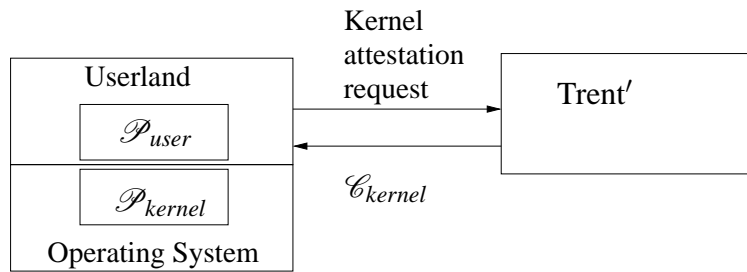 Kernel
attestation
request
Userland
Trent′
𝒫user
𝒫kernel
𝒞kernel
Operating System